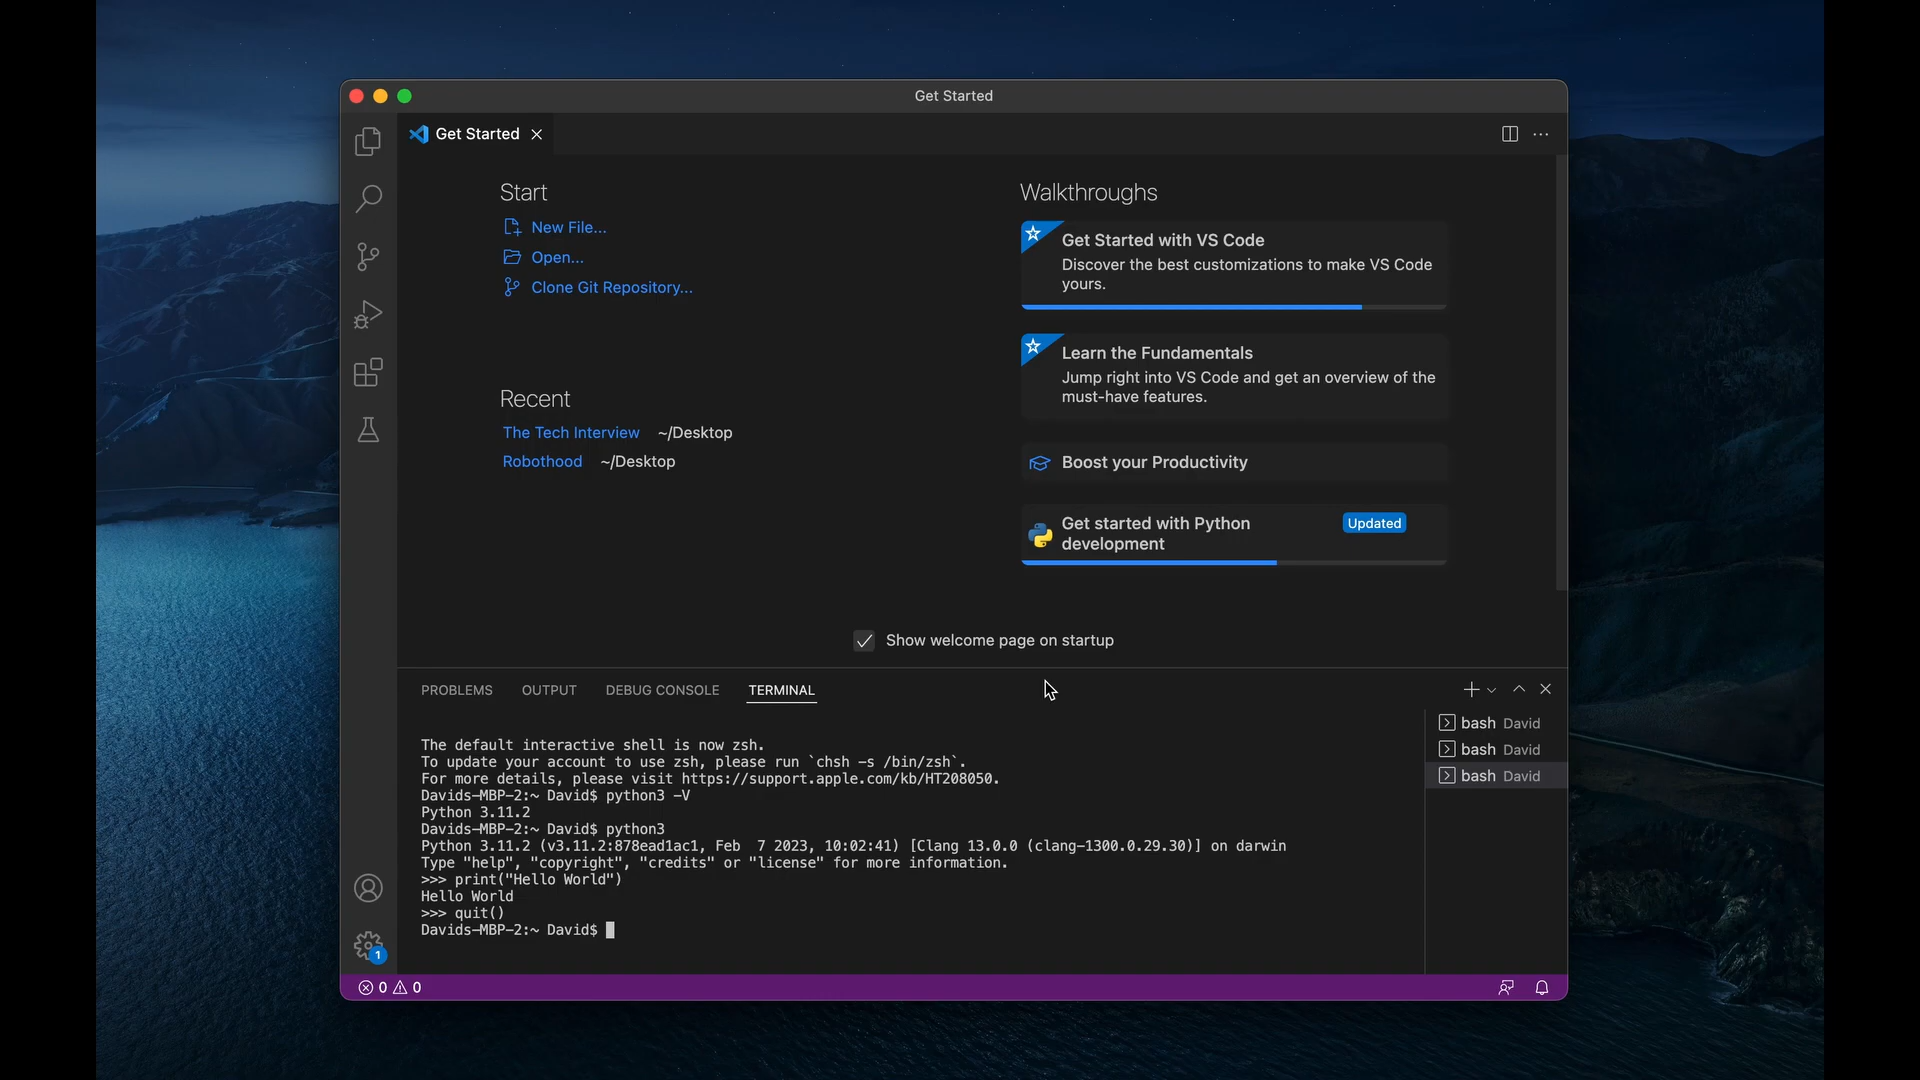 Get Started
Get Started
Start
New File...
Open...
Clone Git Repository...
Recent
The Tech Interview ~/Desktop
Robothood ~/Desktop
Walkthroughs
Get Started with VS Code
Discover the best customizations to make VS Code
yours.
Learn the Fundamentals
Jump right into VS Code and get an overview of the
must-have features.
Boost your Productivity
Get started with Python
development
Updated
Show welcome page on startup
PROBLEMS OUTPUT DEBUG CONSOLE TERMINAL
The default interactive shell is now zsh.
To update your account to use zsh, please run `chsh -s /bin/zsh`.
For more details, please visit https://support.apple.com/kb/HT208050.
Davids-MBP-2:~ David$ python3 -V
Python 3.11.2
Davids-MBP-2:~ David$ python3
Python 3.11.2 (v3.11.2:878ead1ac1, Feb  7 2023, 10:02:41) [Clang 13.0.0 (clang-1300.0.29.30)] on darwin
Type "help", "copyright", "credits" or "license" for more information.
>>> print("Hello World")
Hello World
>>> quit()
Davids-MBP-2:~ David$
bash David
bash David
bash David
1
0 0